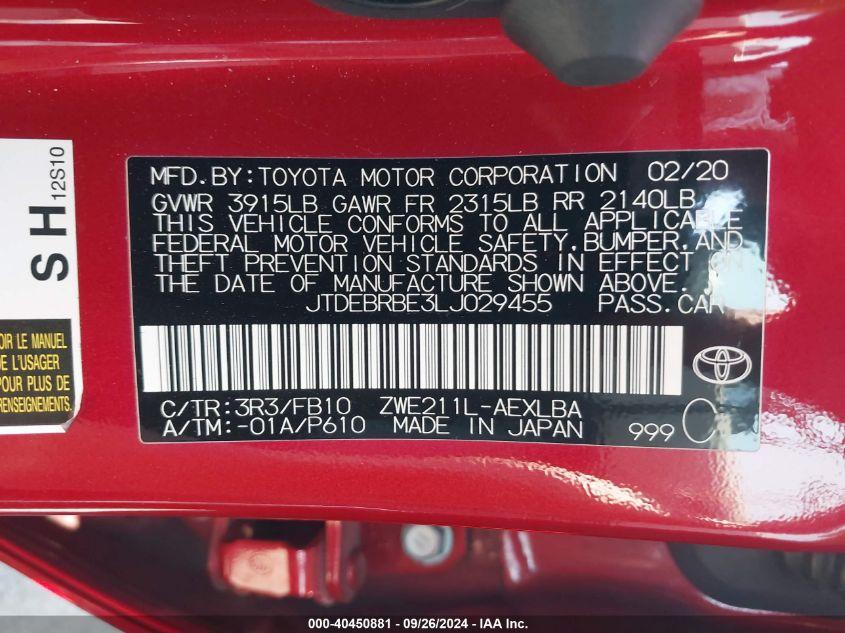 MFD. BY: TOYOTA MOTOR CORPORATION 02/20
GVWR 3915LB GAWR FR 2315LB RR 2140LB
THIS VEHICLE CONFORMS TO ALL APPLICABLE
FEDERAL MOTOR VEHICLE SAFETY, BUMPER, AND
THEFT PREVENTION STANDARDS IN EFFECT ON
THE DATE OF MANUFACTURE SHOWN ABOVE.
JTDEBRBE3LJ029455 PASS. CAR
C/TR: 3R3/FB10 ZWE211L-AEXLBA
A/TM: -01A/P610 MADE IN JAPAN 999
SH
12S10
OIR LE MANUEL
DE L'USAGER
POUR PLUS DE
RENSEIGNEMENTS.
000-40450881 - 09/26/2024 - IAA Inc.